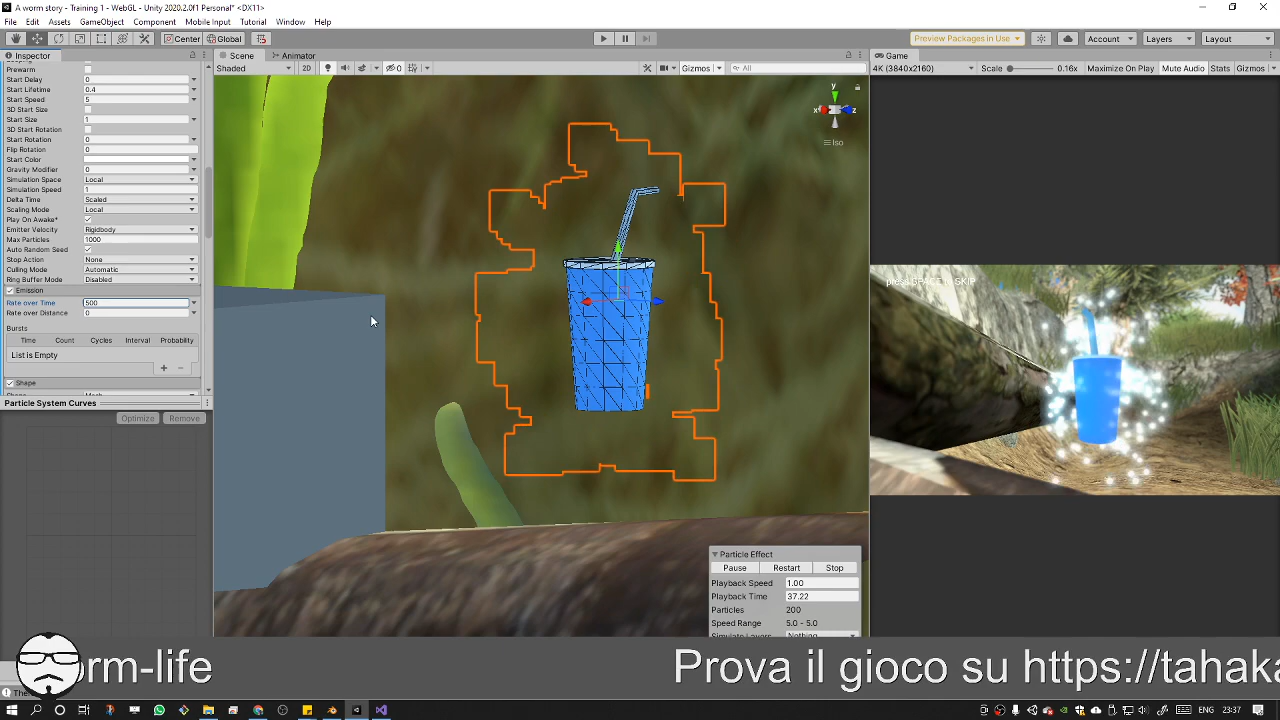 A worm story - Training 1 - WebGL - Unity 2020.2.0f1 Personal* <DX11>
File Edit Assets GameObject Component Mobile Input Tutorial Window Help
Center Global
Preview Packages in Use Account Layers Layout
Inspector
Scene Animator
Game
Shaded 2D 0 Gizmos All
4K (3840x2160) Scale 0.16x Maximize On Play Mute Audio Stats Gizmos
Prewarm
Start Delay 0
Start Lifetime 0.4
Start Speed 5
3D Start Size
Start Size 1
3D Start Rotation
Start Rotation 0
Flip Rotation 0
Start Color
Gravity Modifier 0
Simulation Space Local
Simulation Speed 1
Delta Time Scaled
Scaling Mode Local
Play On Awake*
Emitter Velocity Rigidbody
Max Particles 1000
Auto Random Seed
Stop Action None
Culling Mode Automatic
Ring Buffer Mode Disabled
Emission
Rate over Time 500
Rate over Distance 0
Bursts
Time Count Cycles Interval Probability
List is Empty
Shape
Particle System Curves
Optimize Remove
y
x z
Iso
SKIP
Particle Effect
Pause Restart Stop
Playback Speed 1.00
Playback Time 37.22
Particles 200
Speed Range 5.0 - 5.0
Simulate Layers Nothing
orm-life
Prova il gioco su https://tahaka
ENG 23:37